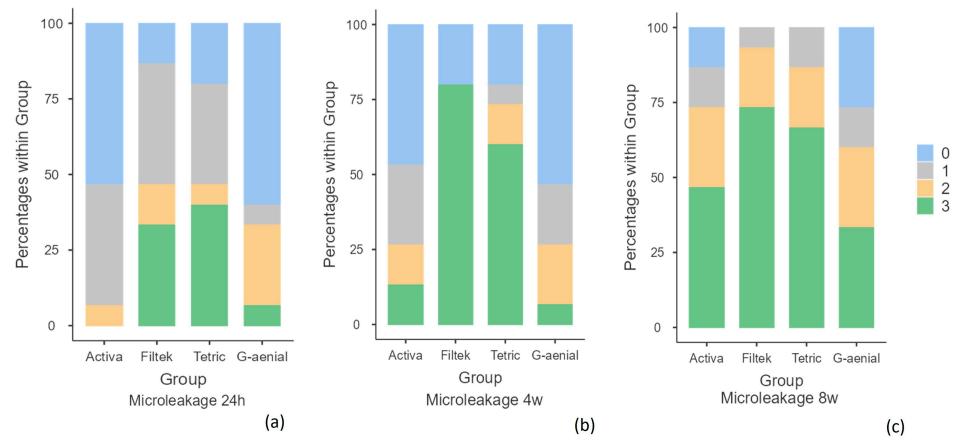 Percentages within Group
100
75
50
25
0
Activa Filtek Tetric G-aenial
Group
Microleakage 24h
(a)
Percentages within Group
100
75
50
25
0
Activa Filtek Tetric G-aenial
Group
Microleakage 4w
(b)
Percentages within Group
100
75
50
25
0
Activa Filtek Tetric G-aenial
Group
Microleakage 8w
(c)
0
1
2
3